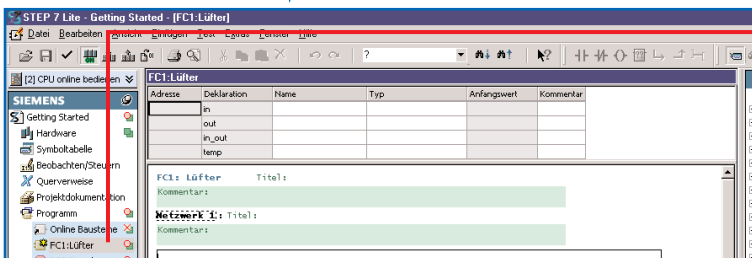 STEP 7 Lite - Getting Started - [FC1:Lüfter]
Datei Bearbeiten Ansicht Einfügen Test Extras Fenster Hilfe
?
[2] CPU online bedienen
FC1:Lüfter
Adresse Deklaration Name Typ Anfangswert Kommentar
in
out
in_out
temp
SIEMENS
Getting Started
Hardware
Symboltabelle
Beobachten/Steuern
Querverweise
Projektdokumentation
Programm
Online Bausteine
FC1:Lüfter
FC1: Lüfter Titel:
Kommentar:
Netzwerk 1: Titel:
Kommentar: